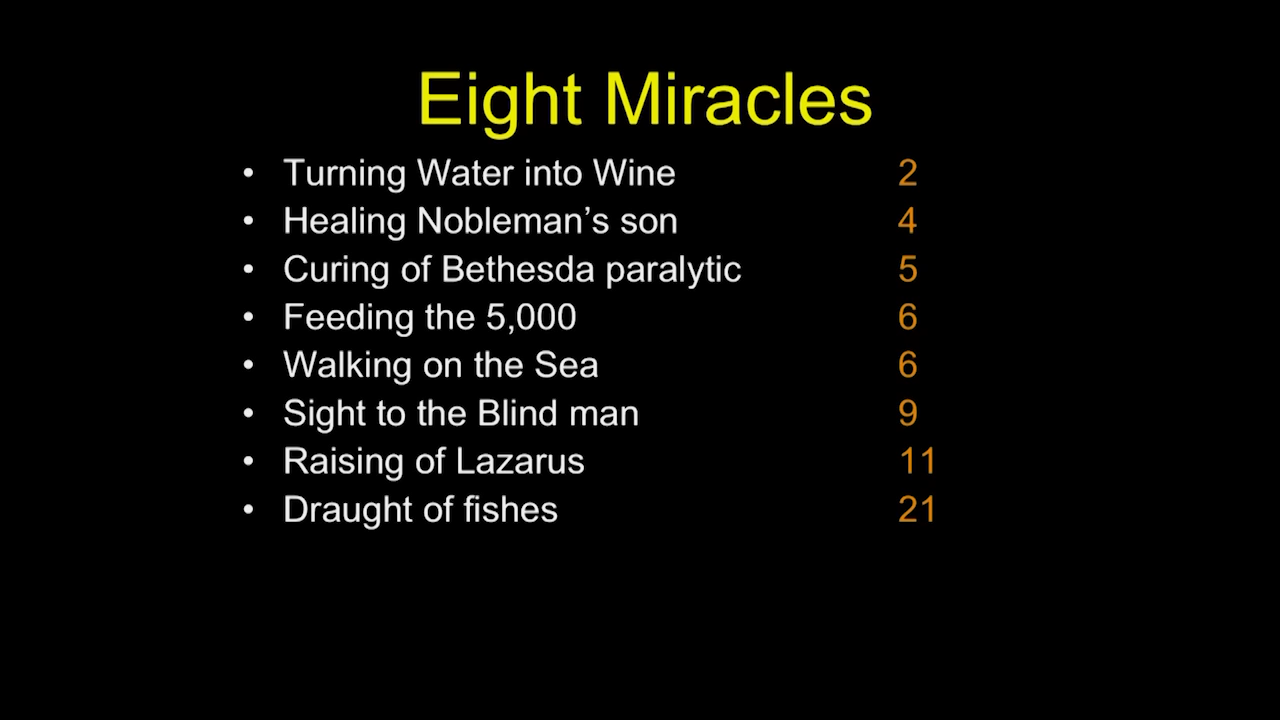 Eight Miracles
• Turning Water into Wine 2
• Healing Nobleman’s son 4
• Curing of Bethesda paralytic 5
• Feeding the 5,000 6
• Walking on the Sea 6
• Sight to the Blind man 9
• Raising of Lazarus 11
• Draught of fishes 21